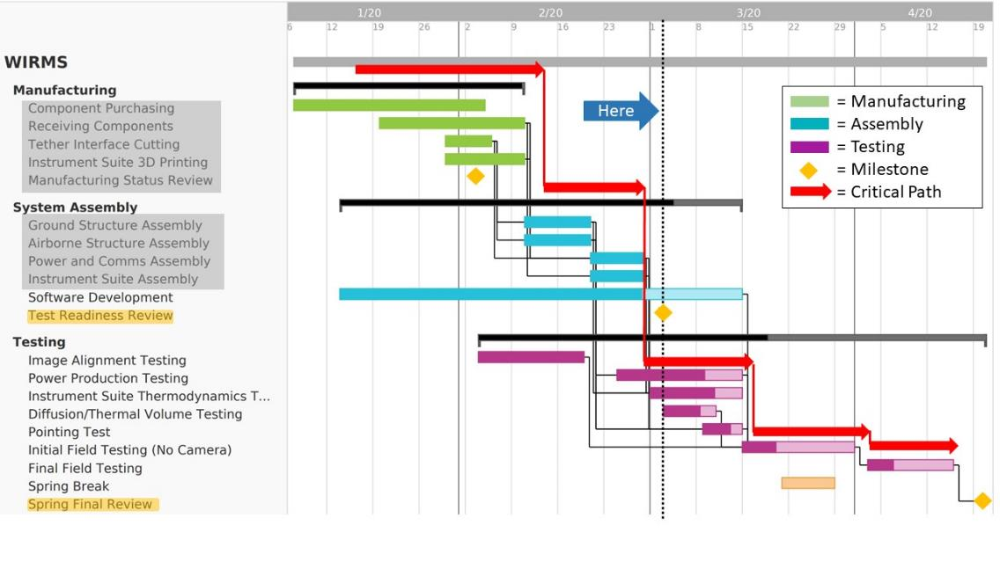 1/20 2/20 3/20 4/20
6 12 19 26 2 9 16 23 1 8 15 22 29 5 12 19
WIRMS
Manufacturing
Component Purchasing
Receiving Components
Tether Interface Cutting
Instrument Suite 3D Printing
Manufacturing Status Review
System Assembly
Ground Structure Assembly
Airborne Structure Assembly
Power and Comms Assembly
Instrument Suite Assembly
Software Development
Test Readiness Review
Testing
Image Alignment Testing
Power Production Testing
Instrument Suite Thermodynamics T...
Diffusion/Thermal Volume Testing
Pointing Test
Initial Field Testing (No Camera)
Final Field Testing
Spring Break
Spring Final Review
Here
= Manufacturing
= Assembly
= Testing
= Milestone
= Critical Path